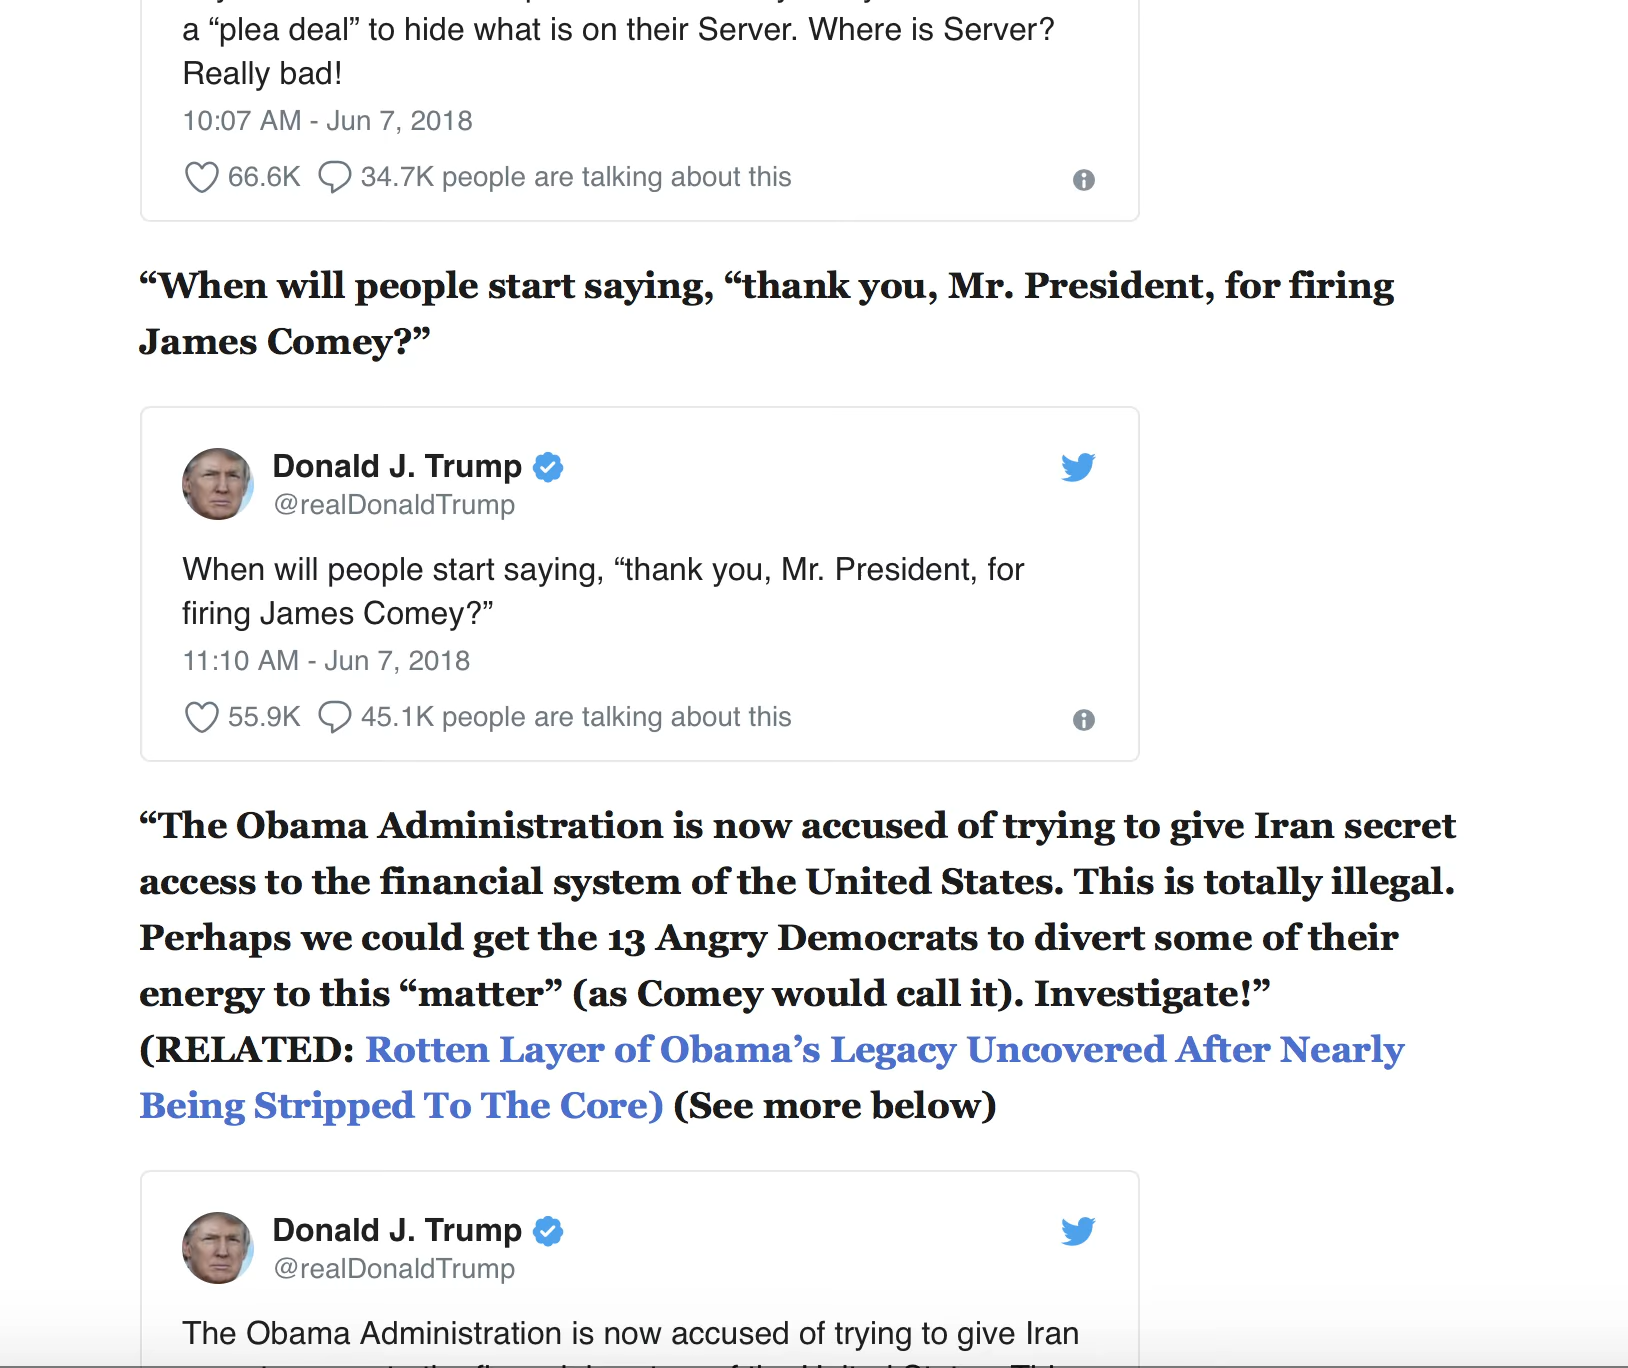 a “plea deal” to hide what is on their Server. Where is Server?
Really bad!
10:07 AM - Jun 7, 2018
66.6K 34.7K people are talking about this
“When will people start saying, “thank you, Mr. President, for firing
James Comey?”
Donald J. Trump
@realDonaldTrump
When will people start saying, “thank you, Mr. President, for
firing James Comey?”
11:10 AM - Jun 7, 2018
55.9K 45.1K people are talking about this
“The Obama Administration is now accused of trying to give Iran secret
access to the financial system of the United States. This is totally illegal.
Perhaps we could get the 13 Angry Democrats to divert some of their
energy to this “matter” (as Comey would call it). Investigate!”
(RELATED: Rotten Layer of Obama’s Legacy Uncovered After Nearly
Being Stripped To The Core) (See more below)
Donald J. Trump
@realDonaldTrump
The Obama Administration is now accused of trying to give Iran